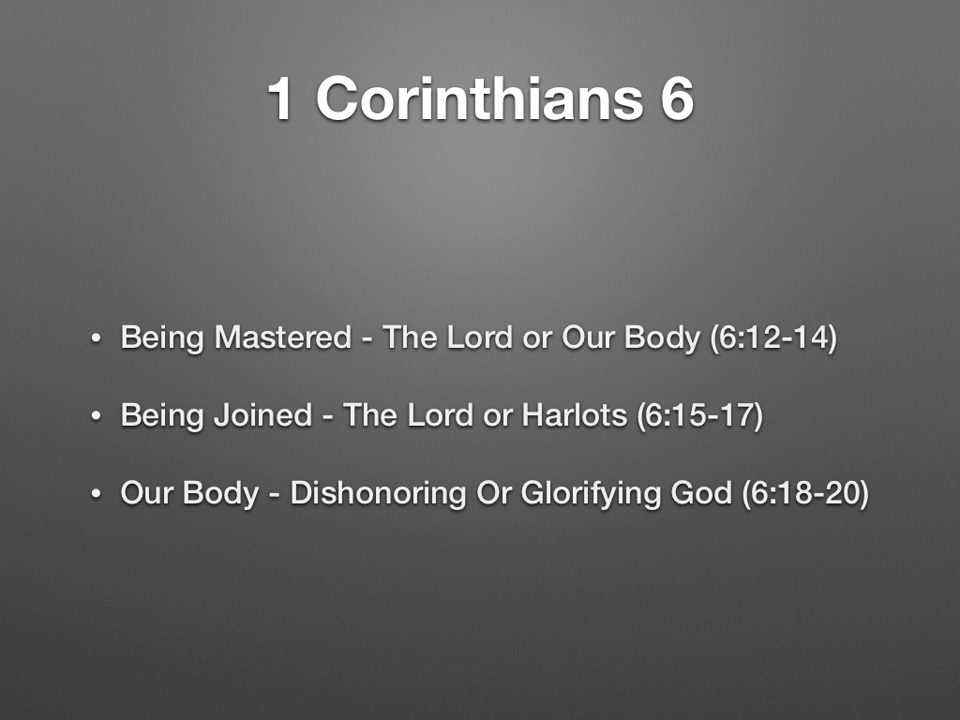 1 Corinthians 6
• Being Mastered - The Lord or Our Body (6:12-14)
• Being Joined - The Lord or Harlots (6:15-17)
• Our Body - Dishonoring Or Glorifying God (6:18-20)